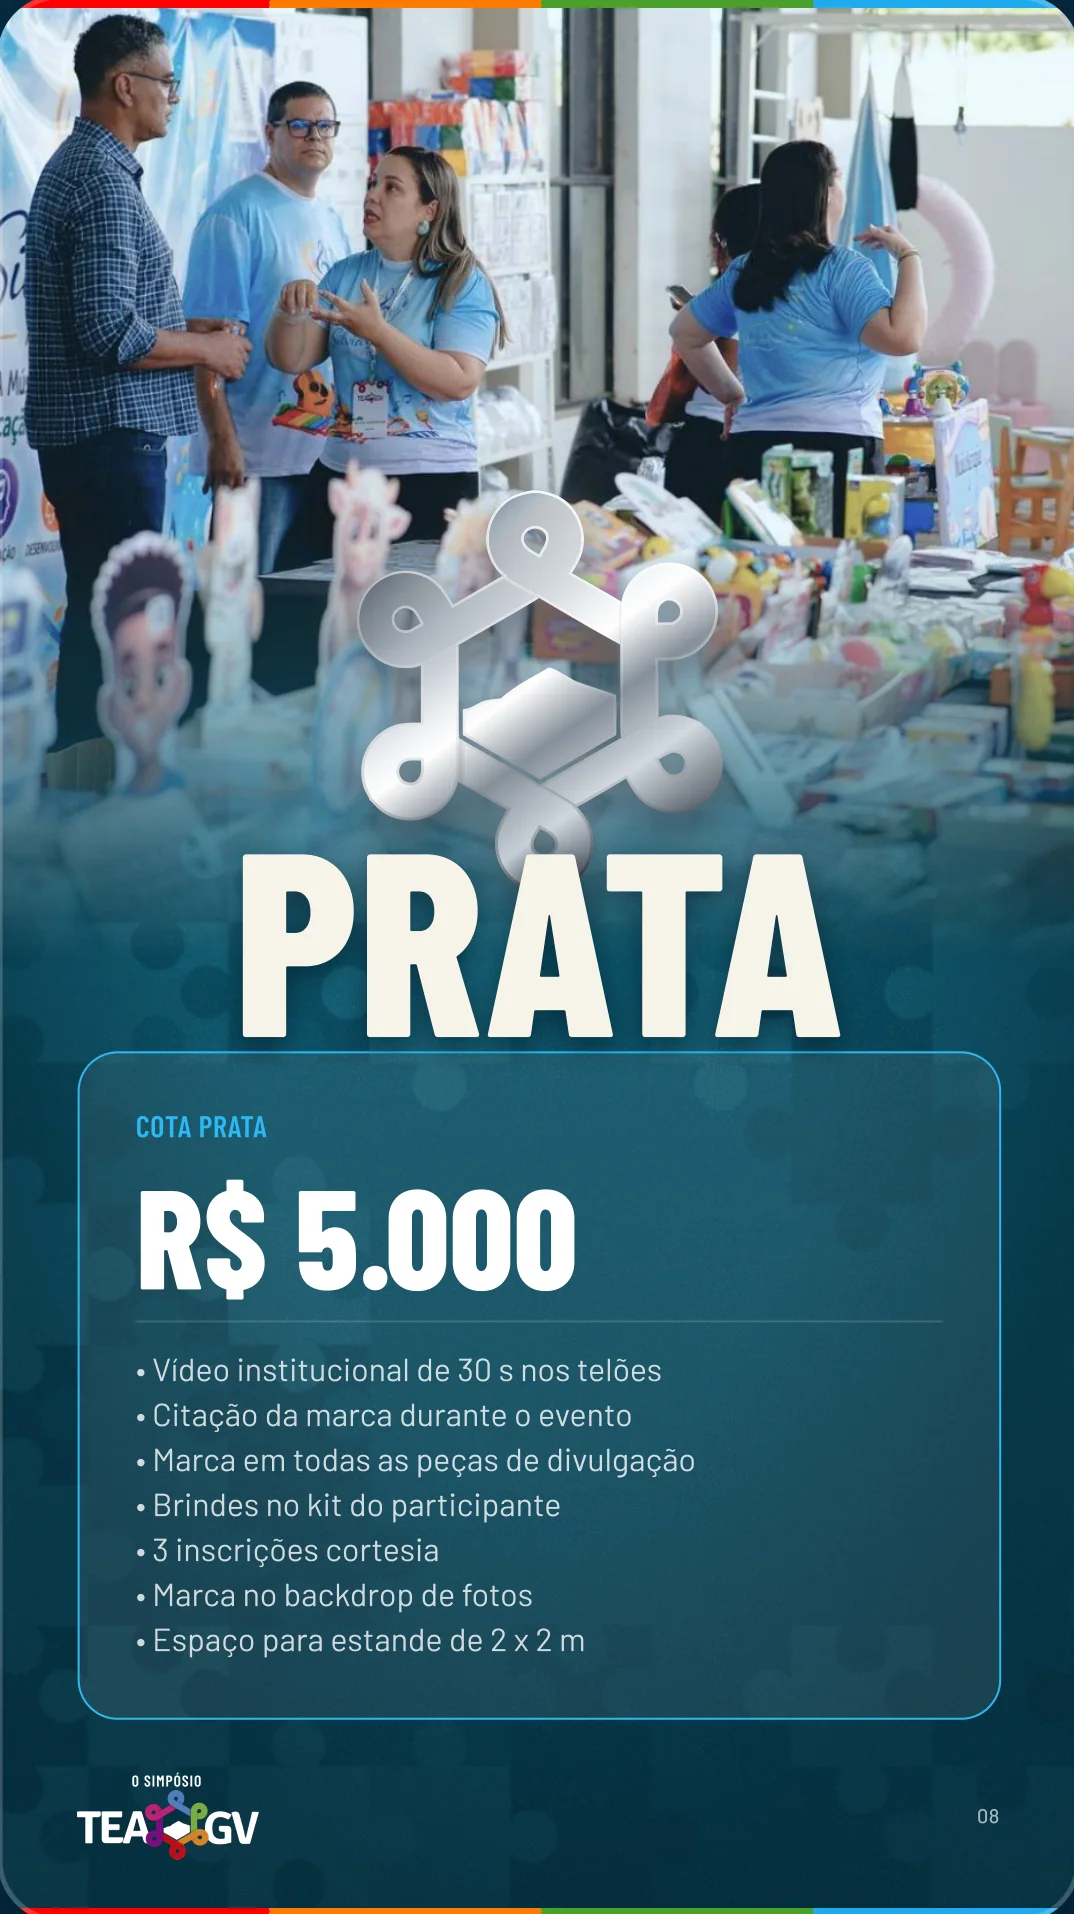 TEA GV
PRATA
COTA PRATA
R$ 5.000
• Vídeo institucional de 30 s nos telões
• Citação da marca durante o evento
• Marca em todas as peças de divulgação
• Brindes no kit do participante
• 3 inscrições cortesia
• Marca no backdrop de fotos
• Espaço para estande de 2 x 2 m
O SIMPÓSIO
TEA GV
08